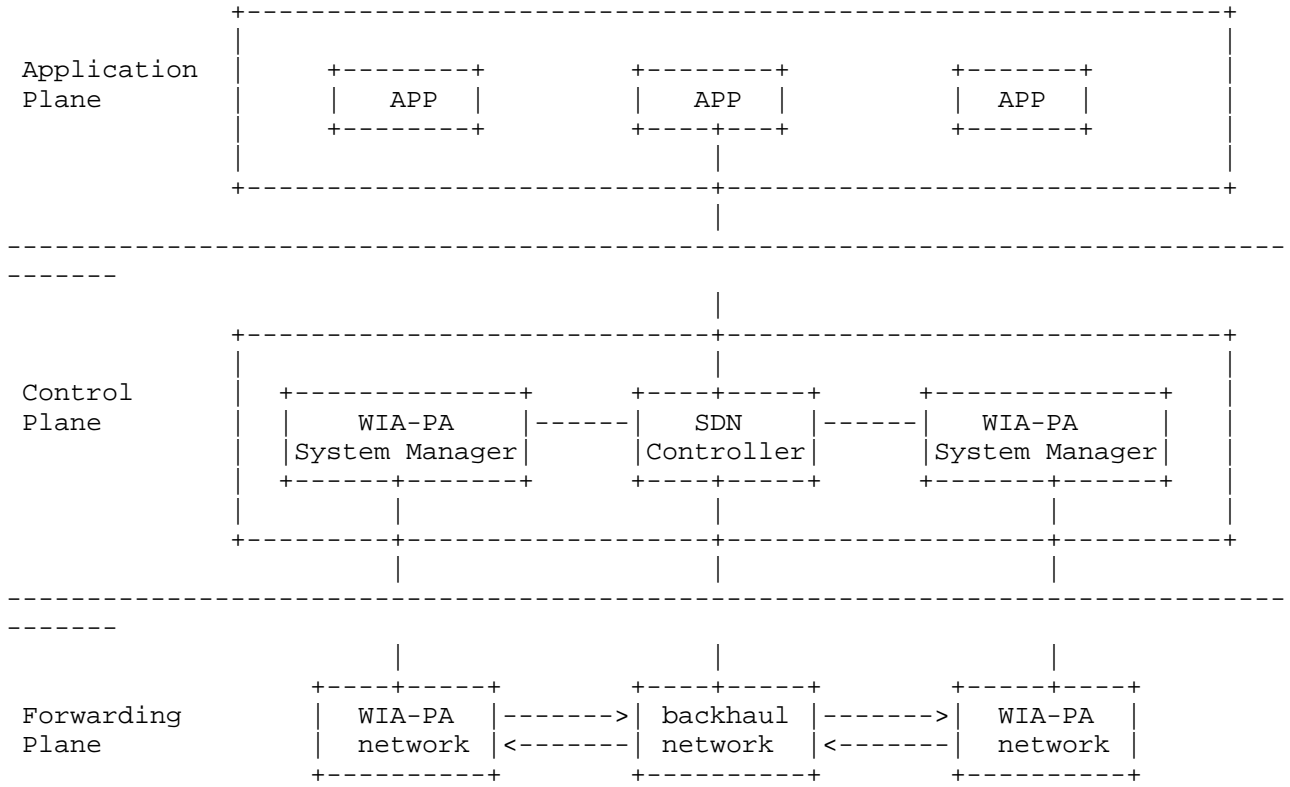 Application
Plane
APP APP APP
Control
Plane
WIA-PA SDN WIA-PA
System Manager Controller System Manager
Forwarding
Plane
WIA-PA backhaul WIA-PA
network network network